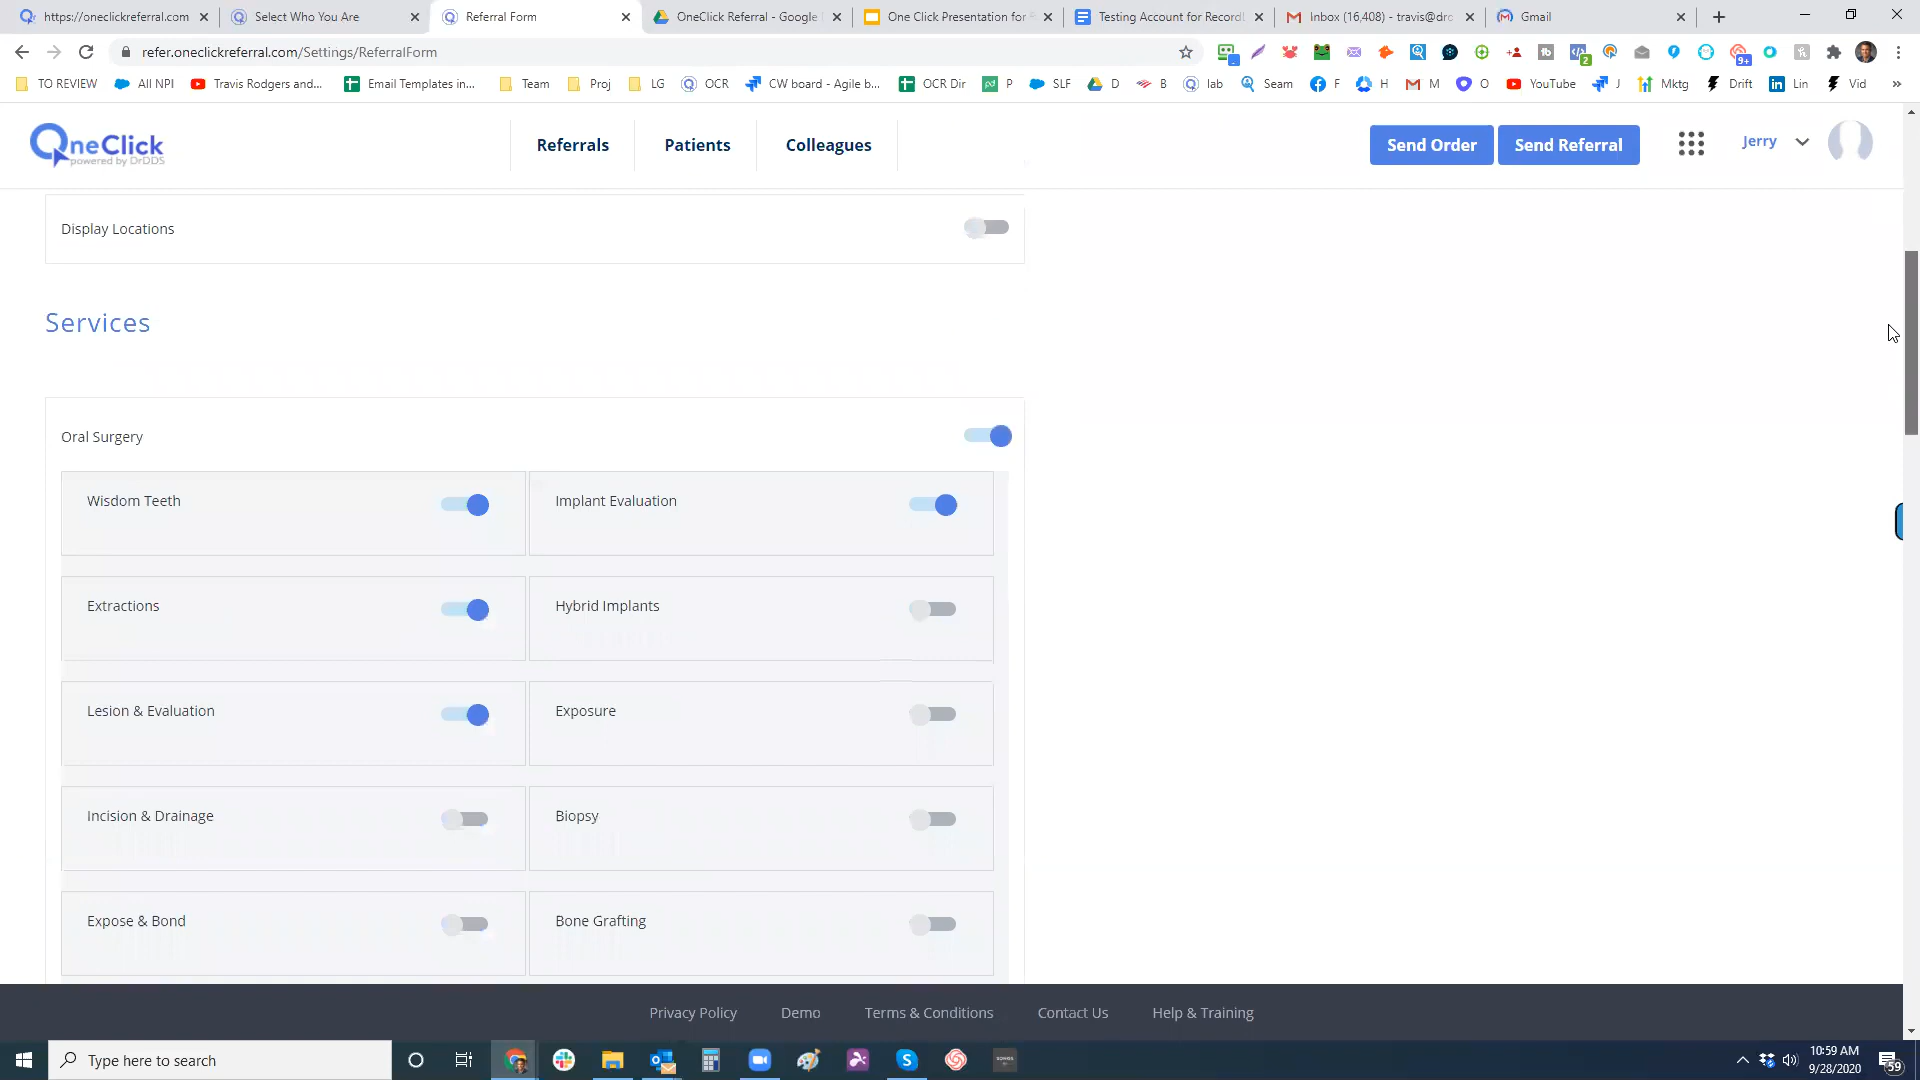 https://oneclickreferral.com
Select Who You Are
Referral Form
OneClick Referral - Google
One Click Presentation for
Testing Account for Record
Inbox (16,408) - travis@drd
Gmail
refer.oneclickreferral.com/Settings/ReferralForm
TO REVIEW
All NPI
Travis Rodgers and...
Email Templates in...
Team
Proj
LG
OCR
CW board - Agile b...
OCR Dir
P
SLF
D
B
lab
Seam
F
H
M
O
YouTube
J
Mktg
Drift
Lin
Vid
OneClick
powered by DrDDS
Referrals
Patients
Colleagues
Send Order
Send Referral
Jerry
Display Locations
Services
Oral Surgery
Wisdom Teeth
Implant Evaluation
Extractions
Hybrid Implants
Lesion & Evaluation
Exposure
Incision & Drainage
Biopsy
Expose & Bond
Bone Grafting
Privacy Policy
Demo
Terms & Conditions
Contact Us
Help & Training
Type here to search
10:59 AM
9/28/2020
59